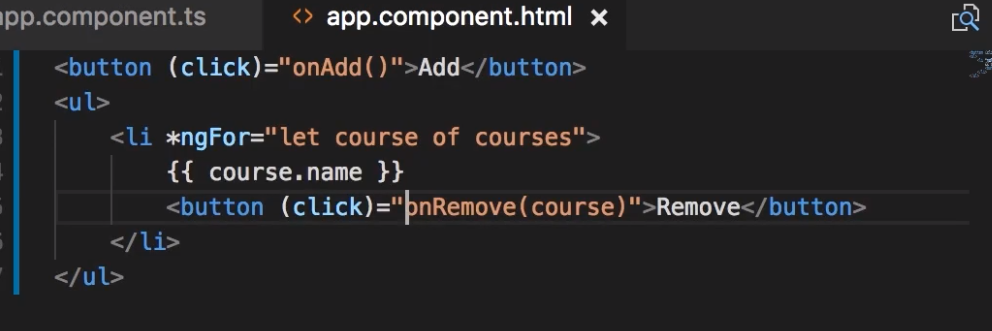 app.component.ts <> app.component.html ×
<button (click)="onAdd()">Add</button>
<ul>
<li *ngFor="let course of courses">
{{ course.name }}
<button (click)="onRemove(course)">Remove</button>
</li>
</ul>